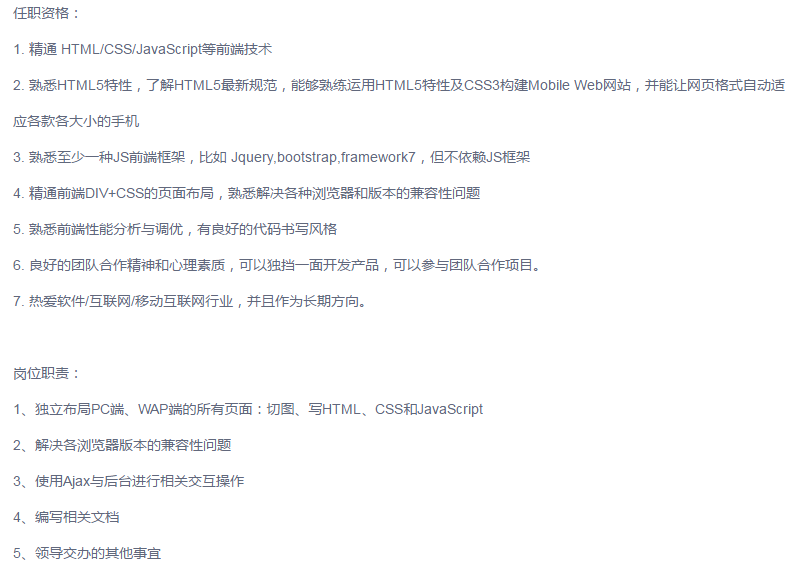 任职资格：
1. 精通 HTML/CSS/JavaScript等前端技术
2. 熟悉HTML5特性，了解HTML5最新规范，能够熟练运用HTML5特性及CSS3构建Mobile Web网站，并能让网页格式自动适
应各款各大小的手机
3. 熟悉至少一种JS前端框架，比如 Jquery,bootstrap,framework7，但不依赖JS框架
4. 精通前端DIV+CSS的页面布局，熟悉解决各种浏览器和版本的兼容性问题
5. 熟悉前端性能分析与调优，有良好的代码书写风格
6. 良好的团队合作精神和心理素质，可以独挡一面开发产品，可以参与团队合作项目。
7. 热爱软件/互联网/移动互联网行业，并且作为长期方向。
岗位职责：
1、独立布局PC端、WAP端的所有页面：切图、写HTML、CSS和JavaScript
2、解决各浏览器版本的兼容性问题
3、使用Ajax与后台进行相关交互操作
4、编写相关文档
5、领导交办的其他事宜